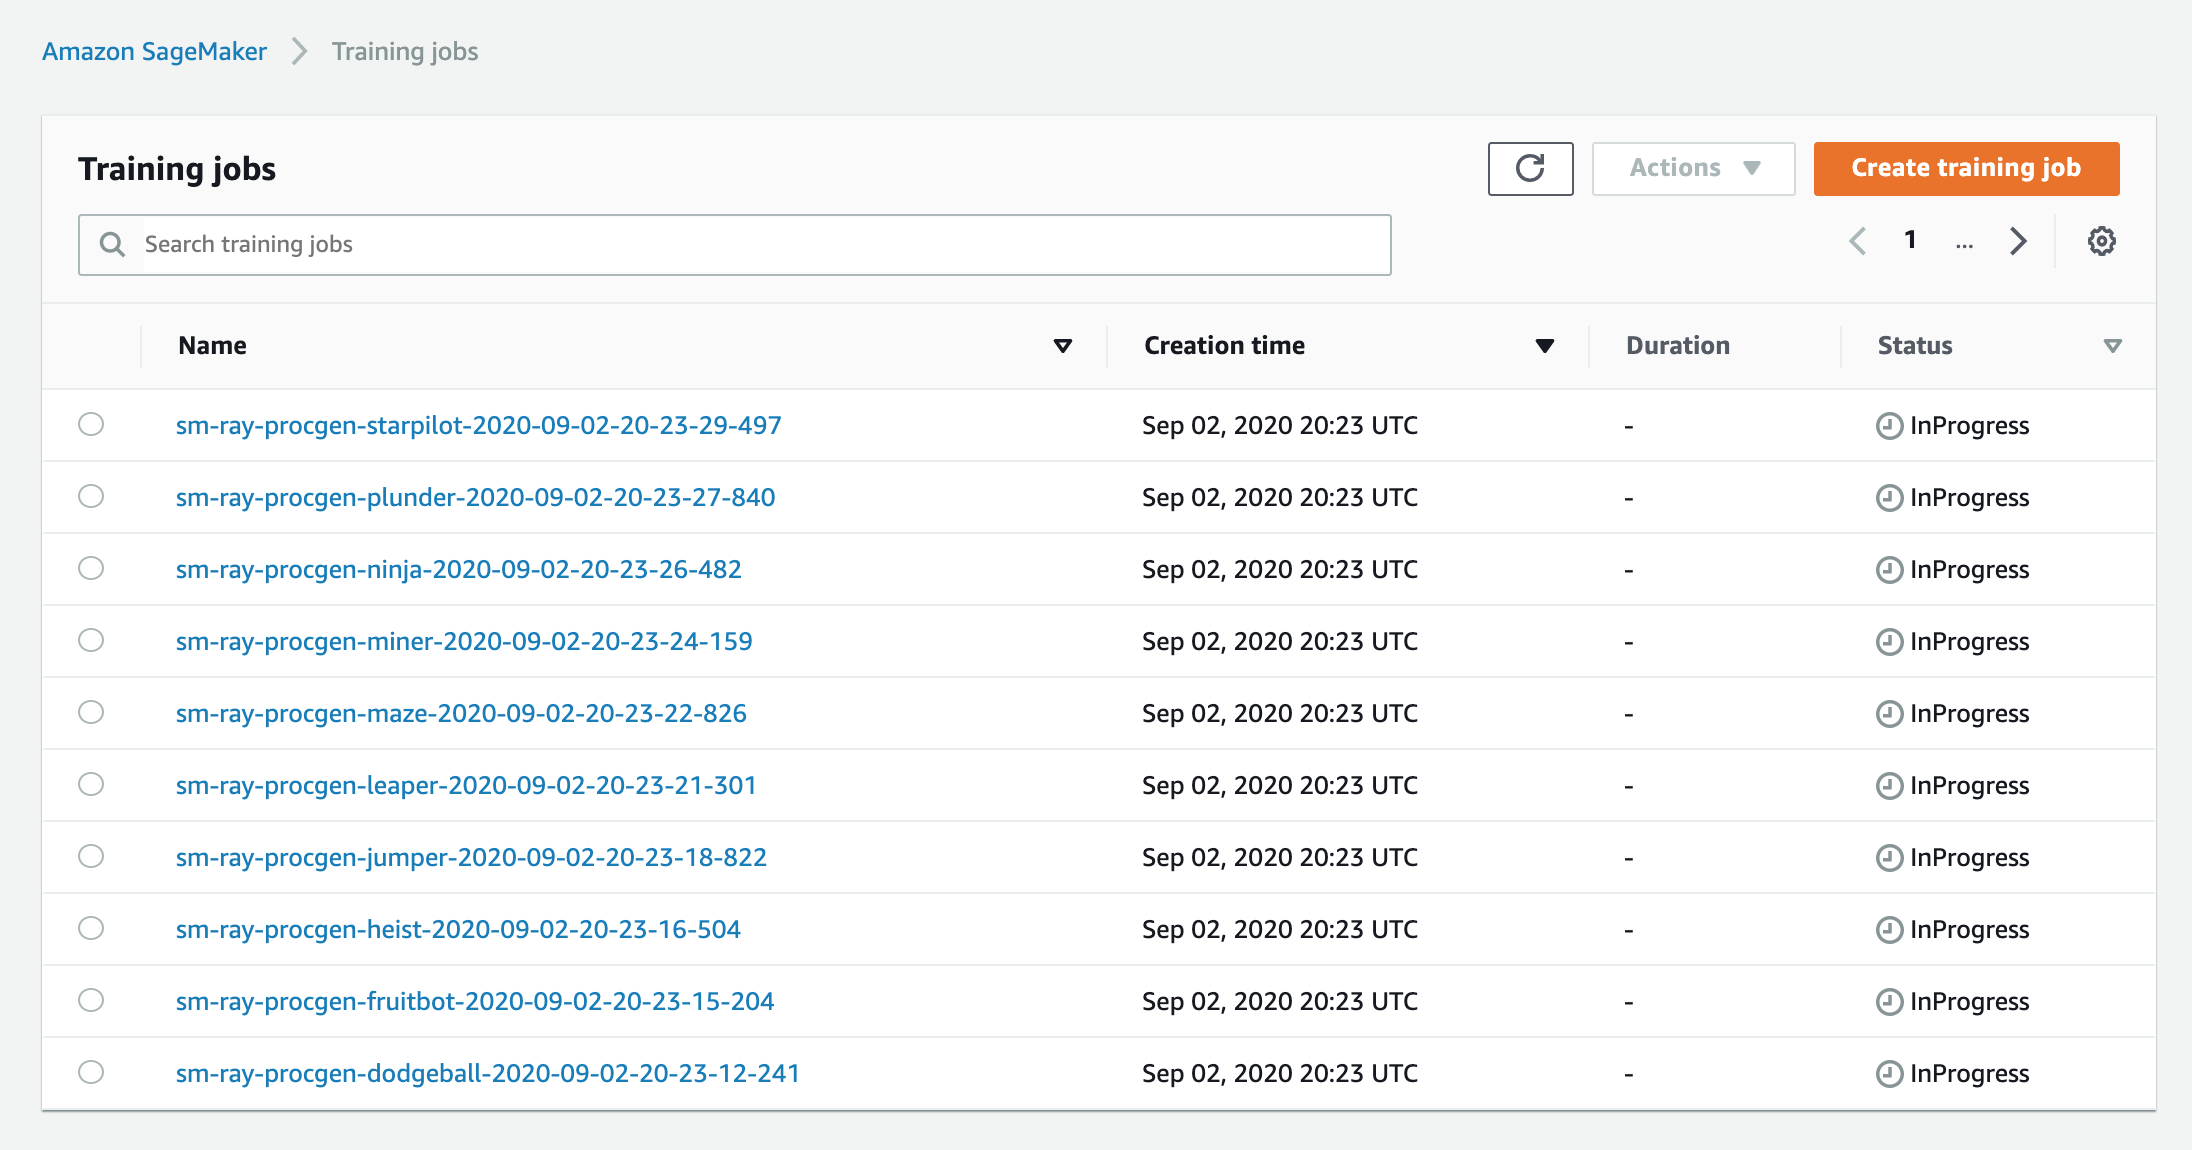 Amazon SageMaker Training jobs
Training jobs Actions Create training job
Search training jobs 1 ...
Name Creation time Duration Status
sm-ray-procgen-starpilot-2020-09-02-20-23-29-497 Sep 02, 2020 20:23 UTC - InProgress
sm-ray-procgen-plunder-2020-09-02-20-23-27-840 Sep 02, 2020 20:23 UTC - InProgress
sm-ray-procgen-ninja-2020-09-02-20-23-26-482 Sep 02, 2020 20:23 UTC - InProgress
sm-ray-procgen-miner-2020-09-02-20-23-24-159 Sep 02, 2020 20:23 UTC - InProgress
sm-ray-procgen-maze-2020-09-02-20-23-22-826 Sep 02, 2020 20:23 UTC - InProgress
sm-ray-procgen-leaper-2020-09-02-20-23-21-301 Sep 02, 2020 20:23 UTC - InProgress
sm-ray-procgen-jumper-2020-09-02-20-23-18-822 Sep 02, 2020 20:23 UTC - InProgress
sm-ray-procgen-heist-2020-09-02-20-23-16-504 Sep 02, 2020 20:23 UTC - InProgress
sm-ray-procgen-fruitbot-2020-09-02-20-23-15-204 Sep 02, 2020 20:23 UTC - InProgress
sm-ray-procgen-dodgeball-2020-09-02-20-23-12-241 Sep 02, 2020 20:23 UTC - InProgress